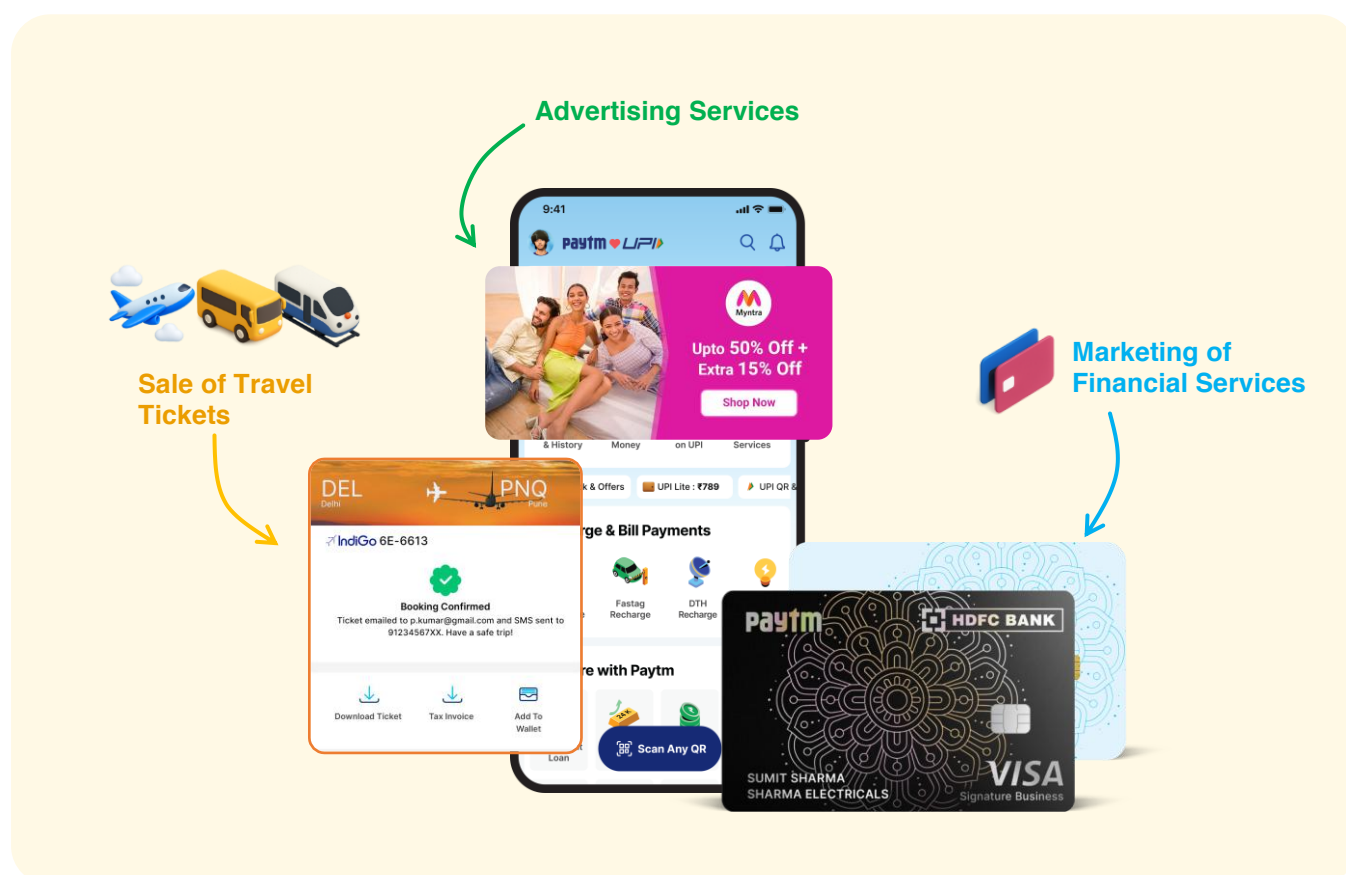 Advertising Services
9:41
paytm UPI
Myntra
Upto 50% Off +
Extra 15% Off
Shop Now
Sale of Travel
Tickets
Marketing of
Financial Services
& History Money on UPI Services
& Offers UPI Lite : ₹789 UPI QR &
& Bill Payments
Fastag
Recharge
DTH
Recharge
with Paytm
24K
Loan
Scan Any QR
DEL
Delhi
PNQ
Pune
IndiGo 6E-6613
Booking Confirmed
Ticket emailed to p.kumar@gmail.com and SMS sent to
91234567XX. Have a safe trip!
Download Ticket
Tax Invoice
Add To
Wallet
paytm
HDFC BANK
SUMIT SHARMA
SHARMA ELECTRICALS
VISA
Signature Business